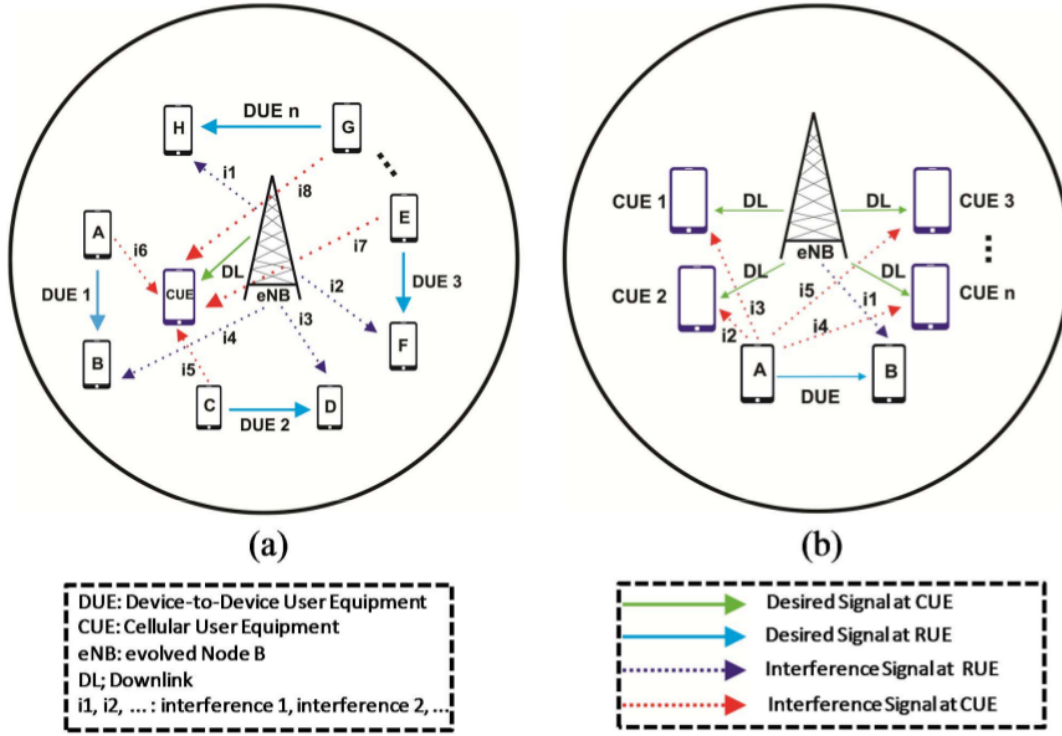 DUE n
H
G
i1
i8
A
E
i6
i7
DL
DUE 1
CUE
DUE 3
eNB
i2
i3
i4
B
F
i5
C
D
DUE 2
(a)
CUE 1
DL
DL
CUE 3
eNB
CUE 2
DL
DL
CUE n
i5
i1
i3
i4
i2
A
B
DUE
(b)
DUE: Device-to-Device User Equipment
CUE: Cellular User Equipment
eNB: evolved Node B
DL; Downlink
i1, i2, ... : interference 1, interference 2, ...
Desired Signal at CUE
Desired Signal at RUE
Interference Signal at RUE
Interference Signal at CUE